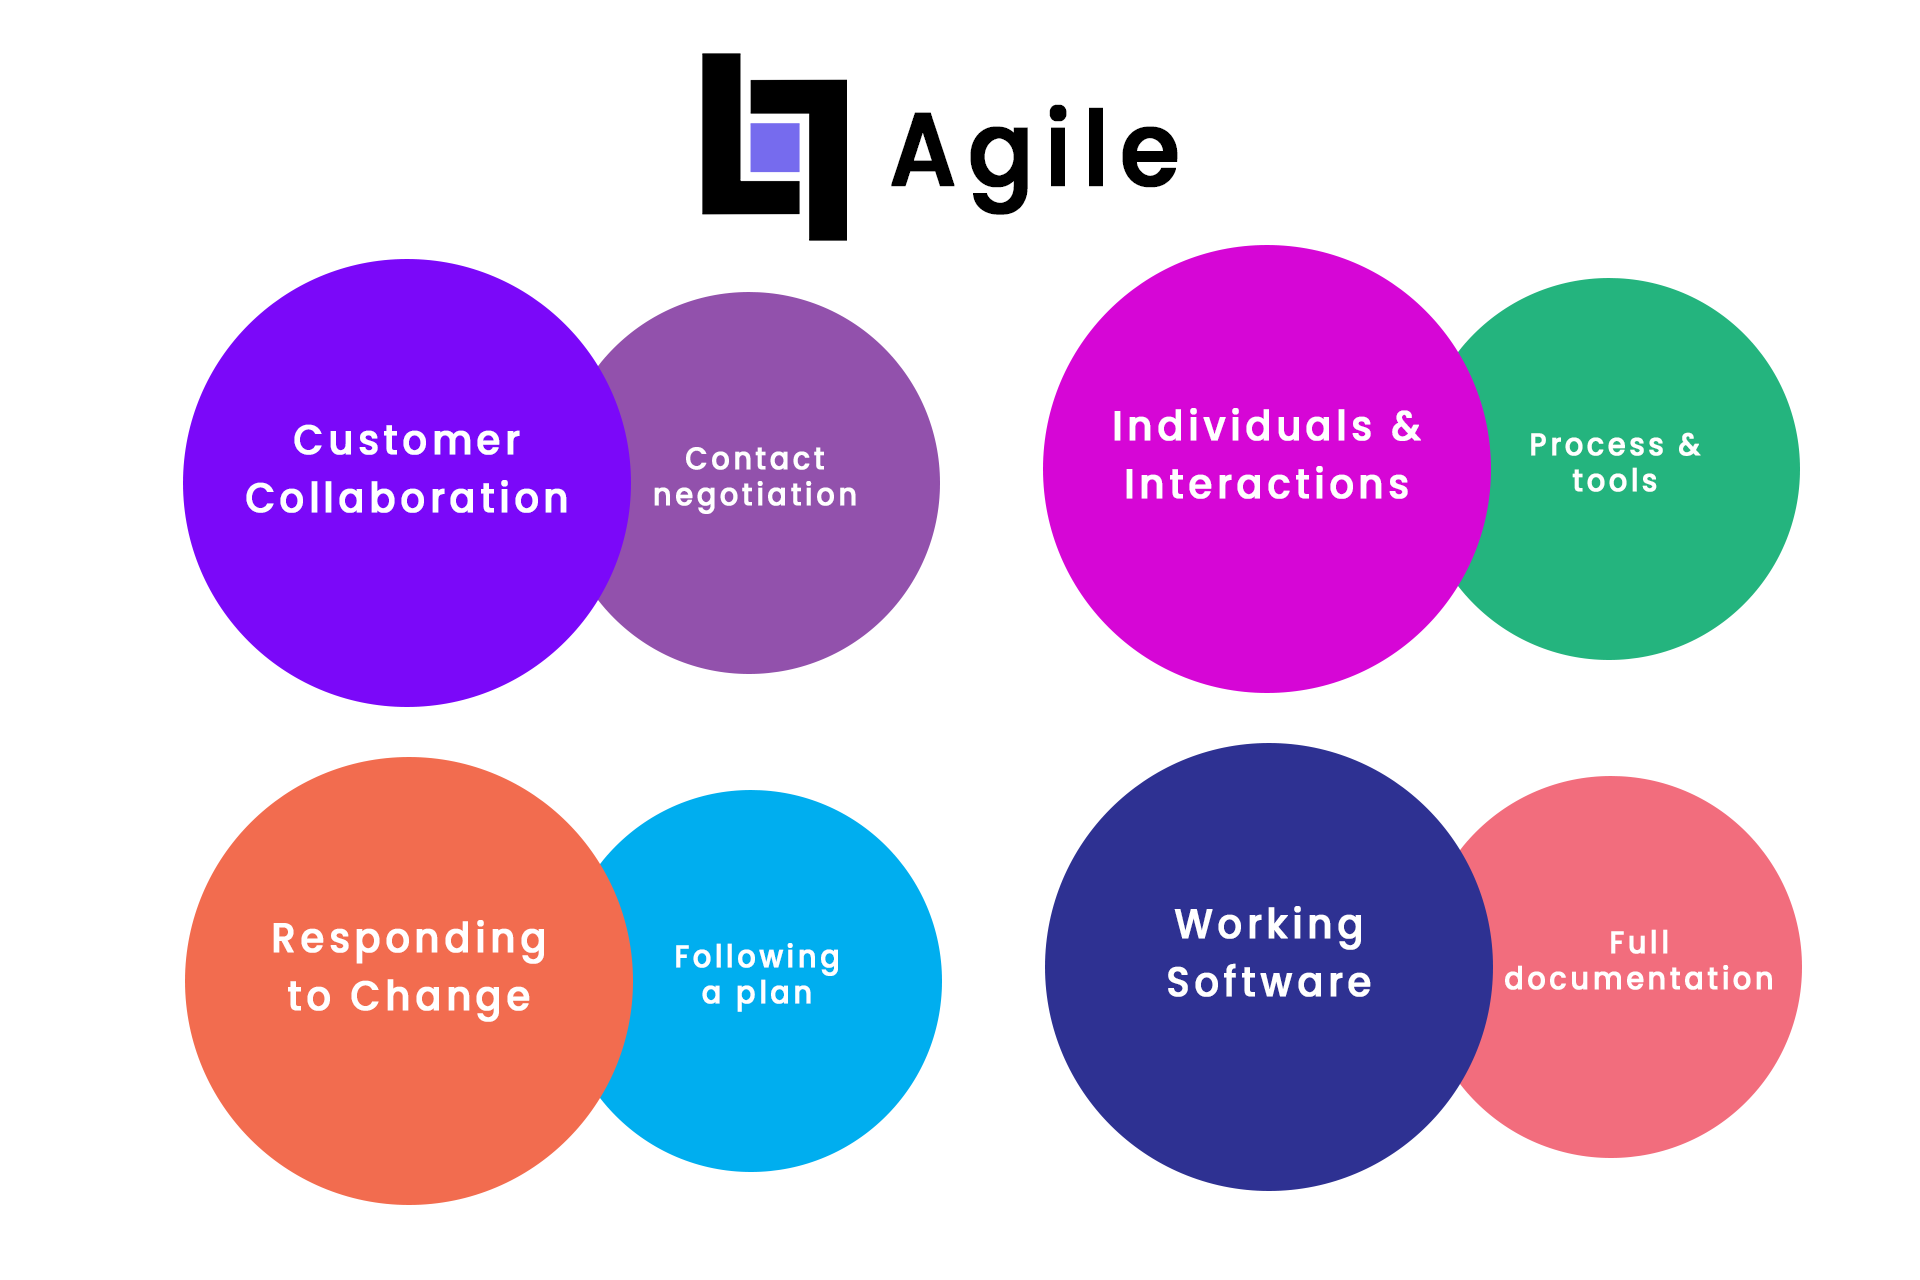 Agile
Customer
Collaboration
Contact
negotiation
Individuals &
Interactions
Process &
tools
Responding
to Change
Following
a plan
Working
Software
Full
documentation